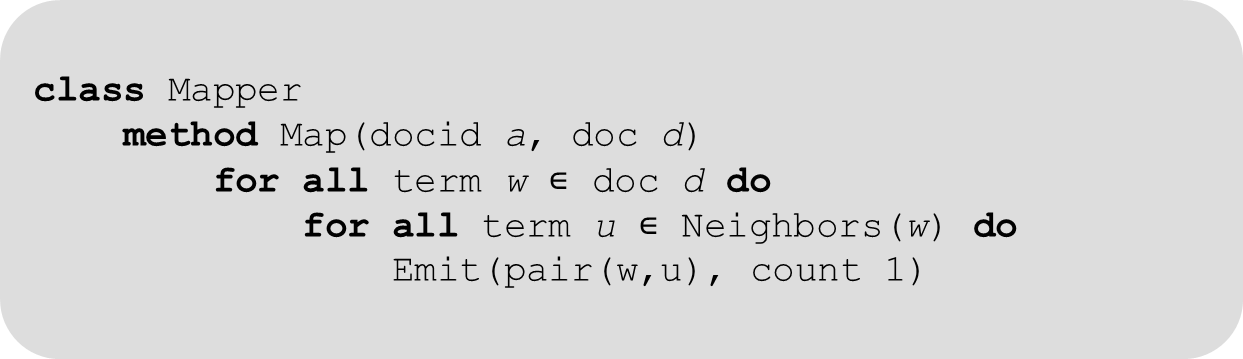 class Mapper
method Map(docid a, doc d)
for all term w ∈ doc d do
for all term u ∈ Neighbors(w) do
Emit(pair(w,u), count 1)